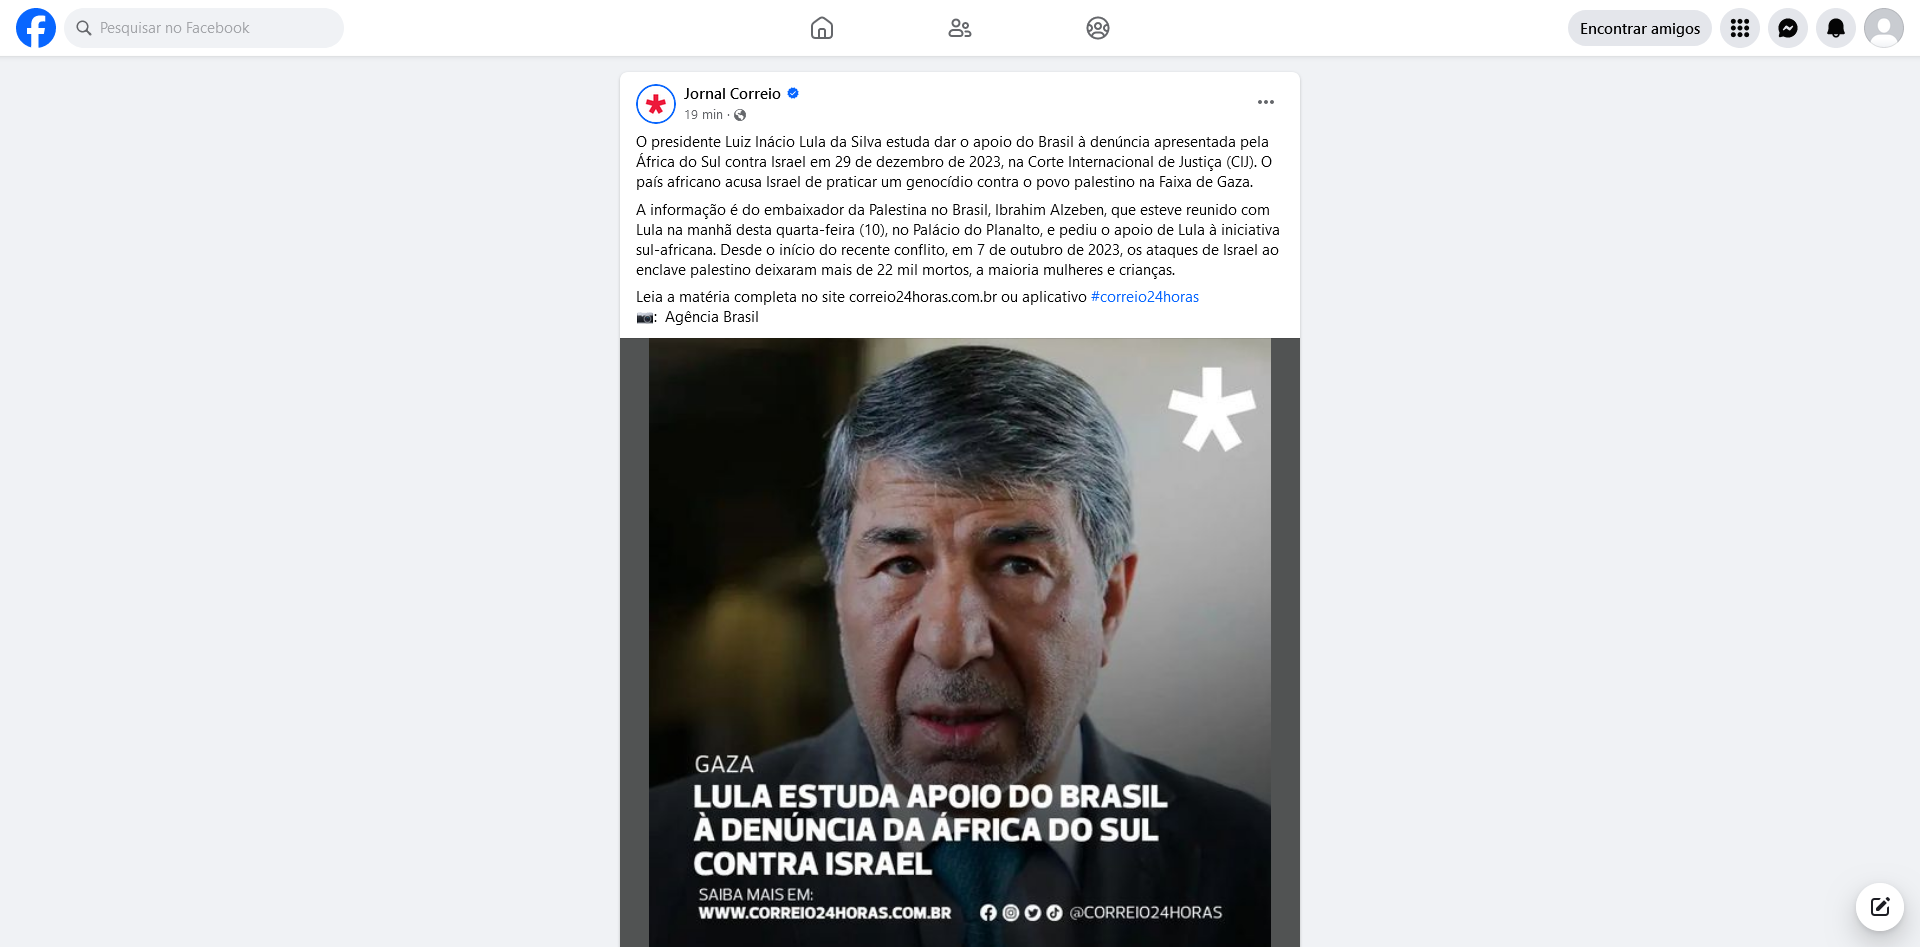 Pesquisar no Facebook
Encontrar amigos
Jornal Correio
19 min ·
O presidente Luiz Inácio Lula da Silva estuda dar o apoio do Brasil à denúncia apresentada pela
África do Sul contra Israel em 29 de dezembro de 2023, na Corte Internacional de Justiça (CIJ). O
país africano acusa Israel de praticar um genocídio contra o povo palestino na Faixa de Gaza.
A informação é do embaixador da Palestina no Brasil, Ibrahim Alzeben, que esteve reunido com
Lula na manhã desta quarta-feira (10), no Palácio do Planalto, e pediu o apoio de Lula à iniciativa
sul-africana. Desde o início do recente conflito, em 7 de outubro de 2023, os ataques de Israel ao
enclave palestino deixaram mais de 22 mil mortos, a maioria mulheres e crianças.
Leia a matéria completa no site correio24horas.com.br ou aplicativo #correio24horas
📷: Agência Brasil
GAZA
LULA ESTUDA APOIO DO BRASIL
À DENÚNCIA DA ÁFRICA DO SUL
CONTRA ISRAEL
SAIBA MAIS EM:
WWW.CORREIO24HORAS.COM.BR @CORREIO24HORAS